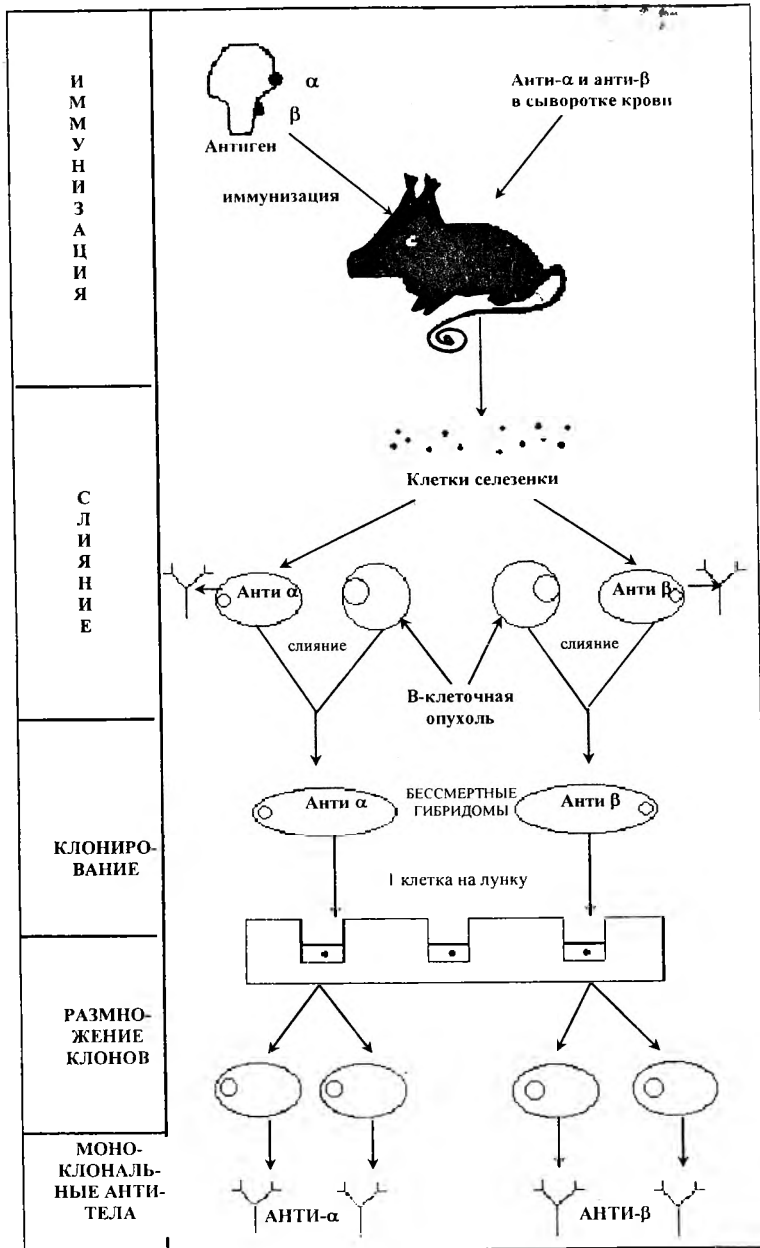 И
М
М
У
Н
И
З
А
Ц
И
Я
α
β
Антиген
Анти-α и анти-β
в сыворотке крови
иммунизация
С
Л
И
Я
Н
И
Е
Клетки селезенки
Анти α
Анти β
слияние
слияние
В-клеточная
опухоль
КЛОНИРО-
ВАНИЕ
Анти α
БЕССМЕРТНЫЕ
ГИБРИДОМЫ
Анти β
1 клетка на лунку
РАЗМНО-
ЖЕНИЕ
КЛОНОВ
МОНО-
КЛОНАЛЬ-
НЫЕ АНТИ-
ТЕЛА
АНТИ-α
АНТИ-β